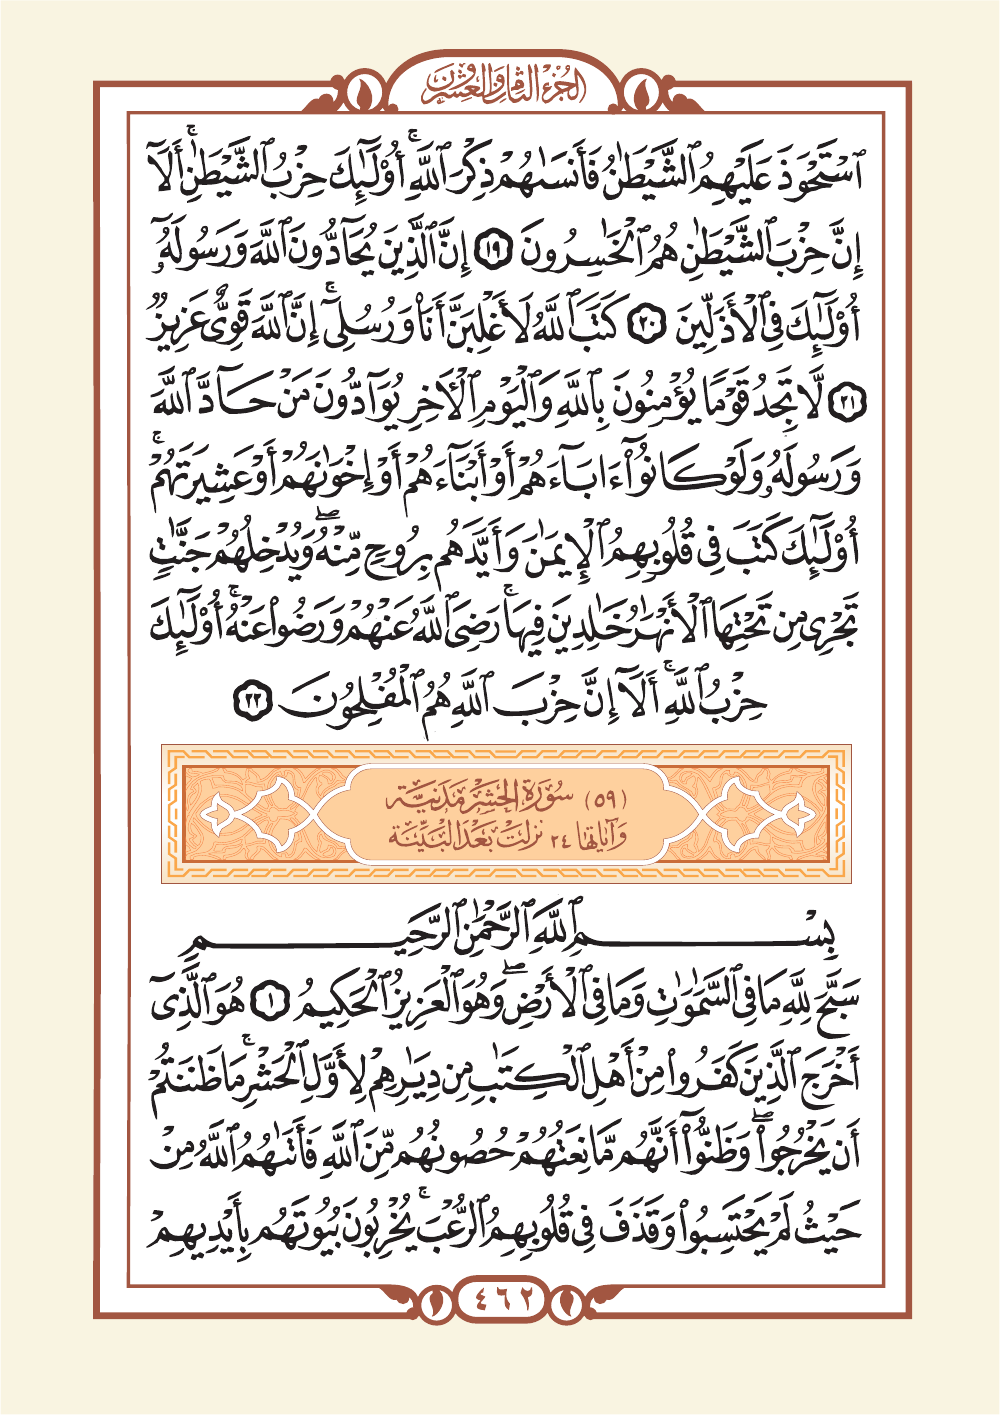 الجزء الثامن والعشرون
ٱسْتَحْوَذَ عَلَيْهِمُ ٱلشَّيْطَٰنُ فَأَنسَىٰهُمْ ذِكْرَ ٱللَّهِۚ أُو۟لَٰٓئِكَ حِزْبُ ٱلشَّيْطَٰنِۚ أَلَآ
إِنَّ حِزْبَ ٱلشَّيْطَٰنِ هُمُ ٱلْخَٰسِرُونَ ١٩ إِنَّ ٱلَّذِينَ يُحَآدُّونَ ٱللَّهَ وَرَسُولَهُۥٓ
أُو۟لَٰٓئِكَ فِى ٱلْأَذَلِّينَ ٢٠ كَتَبَ ٱللَّهُ لَأَغْلِبَنَّ أَنَا۠ وَرُسُلِىٓۚ إِنَّ ٱللَّهَ قَوِىٌّ عَزِيزٌ
٢١ لَّا تَجِدُ قَوْمًا يُؤْمِنُونَ بِٱللَّهِ وَٱلْيَوْمِ ٱلْءَاخِرِ يُوَآدُّونَ مَنْ حَآدَّ ٱللَّهَ
وَرَسُولَهُۥ وَلَوْ كَانُوٓا۟ ءَابَآءَهُمْ أَوْ أَبْنَآءَهُمْ أَوْ إِخْوَٰنَهُمْ أَوْ عَشِيرَتَهُمْۚ
أُو۟لَٰٓئِكَ كَتَبَ فِى قُلُوبِهِمُ ٱلْإِيمَٰنَ وَأَيَّدَهُم بِرُوحٍ مِّنْهُۖ وَيُدْخِلُهُمْ جَنَّٰتٍ
تَجْرِى مِن تَحْتِهَا ٱلْأَنْهَٰرُ خَٰلِدِينَ فِيهَاۚ رَضِىَ ٱللَّهُ عَنْهُمْ وَرَضُوا۟ عَنْهُۚ أُو۟لَٰٓئِكَ
حِزْبُ ٱللَّهِۚ أَلَآ إِنَّ حِزْبَ ٱللَّهِ هُمُ ٱلْمُفْلِحُونَ ٢٢
(٥٩) سُورَةُ الحَشْرِ مَدَنيَّة
وَآيَاتُهَا ٢٤ نَزَلَتْ بَعْدَ البَيِّنَة
بِسْمِ ٱللَّهِ ٱلرَّحْمَٰنِ ٱلرَّحِيمِ
سَبَّحَ لِلَّهِ مَا فِى ٱلسَّمَٰوَٰتِ وَمَا فِى ٱلْأَرْضِۖ وَهُوَ ٱلْعَزِيزُ ٱلْحَكِيمُ ١ هُوَ ٱلَّذِىٓ
أَخْرَجَ ٱلَّذِينَ كَفَرُوا۟ مِنْ أَهْلِ ٱلْكِتَٰبِ مِن دِيَٰرِهِمْ لِأَوَّلِ ٱلْحَشْرِۚ مَا ظَنَنتُمْ
أَن يَخْرُجُوا۟ۖ وَظَنُّوٓا۟ أَنَّهُم مَّانِعَتُهُمْ حُصُونُهُم مِّنَ ٱللَّهِ فَأَتَىٰهُمُ ٱللَّهُ مِنْ
حَيْثُ لَمْ يَحْتَسِبُوا۟ وَقَذَفَ فِى قُلُوبِهِمُ ٱلرُّعْبَۚ يُخْرِبُونَ بُيُوتَهُم بِأَيْدِيهِمْ
٤٦٢